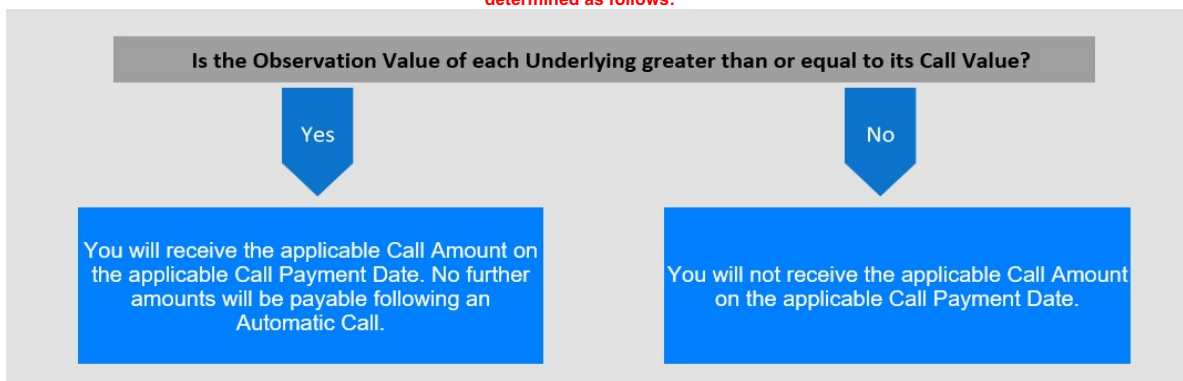 determined as follows:
Is the Observation Value of each Underlying greater than or equal to its Call Value?
Yes
No
You will receive the applicable Call Amount on
the applicable Call Payment Date. No further
amounts will be payable following an
Automatic Call.
You will not receive the applicable Call Amount
on the applicable Call Payment Date.